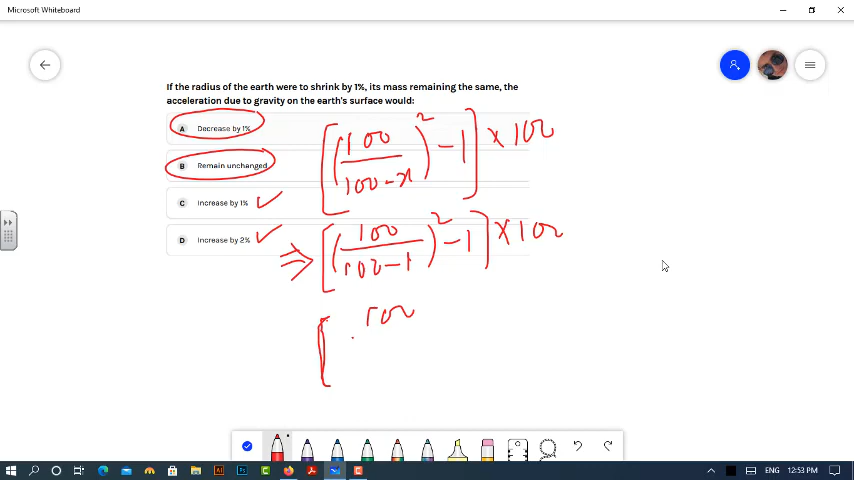 Microsoft Whiteboard
If the radius of the earth were to shrink by 1%, its mass remaining the same, the
acceleration due to gravity on the earth's surface would:
A Decrease by 1%
B Remain unchanged
C Increase by 1%
D Increase by 2%
[(100/(100-x))² - 1] × 100
⇒ [(100/(100-1))² - 1] × 100
[ 100
Ai
Ps
C
C
ENG 12:53 PM